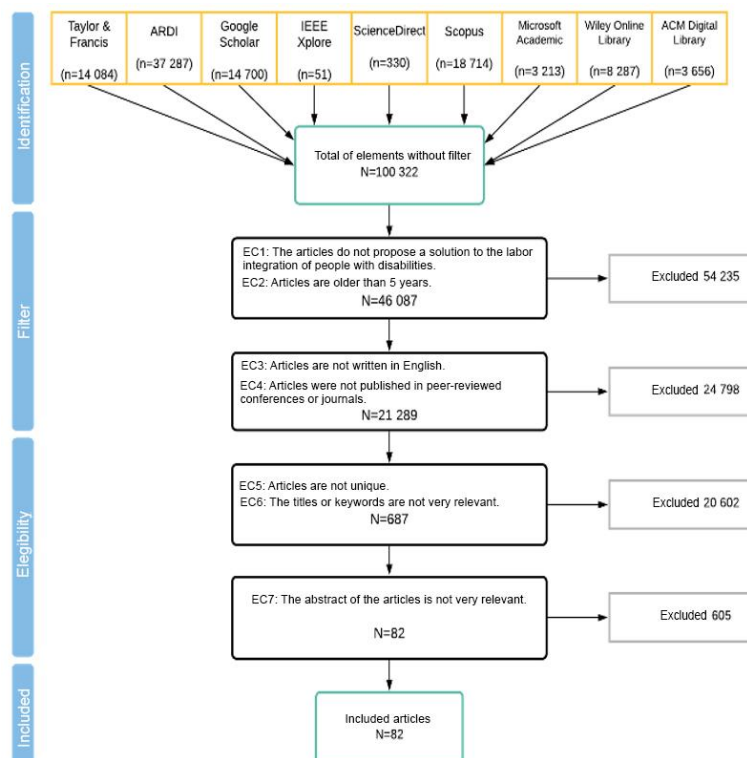 Identification
Taylor &
Francis
(n=14 084)
ARDI
(n=37 287)
Google
Scholar
(n=14 700)
IEEE
Xplore
(n=51)
ScienceDirect
(n=330)
Scopus
(n=18 714)
Microsoft
Academic
(n=3 213)
Wiley Online
Library
(n=8 287)
ACM Digital
Library
(n=3 656)
Total of elements without filter
N=100 322
Filter
EC1: The articles do not propose a solution to the labor
integration of people with disabilities.
EC2: Articles are older than 5 years.
N=46 087
Excluded 54 235
EC3: Articles are not written in English.
EC4: Articles were not published in peer-reviewed
conferences or journals.
N=21 289
Excluded 24 798
Elegibility
EC5: Articles are not unique.
EC6: The titles or keywords are not very relevant.
N=687
Excluded 20 602
EC7: The abstract of the articles is not very relevant.
N=82
Excluded 605
Included
Included articles
N=82